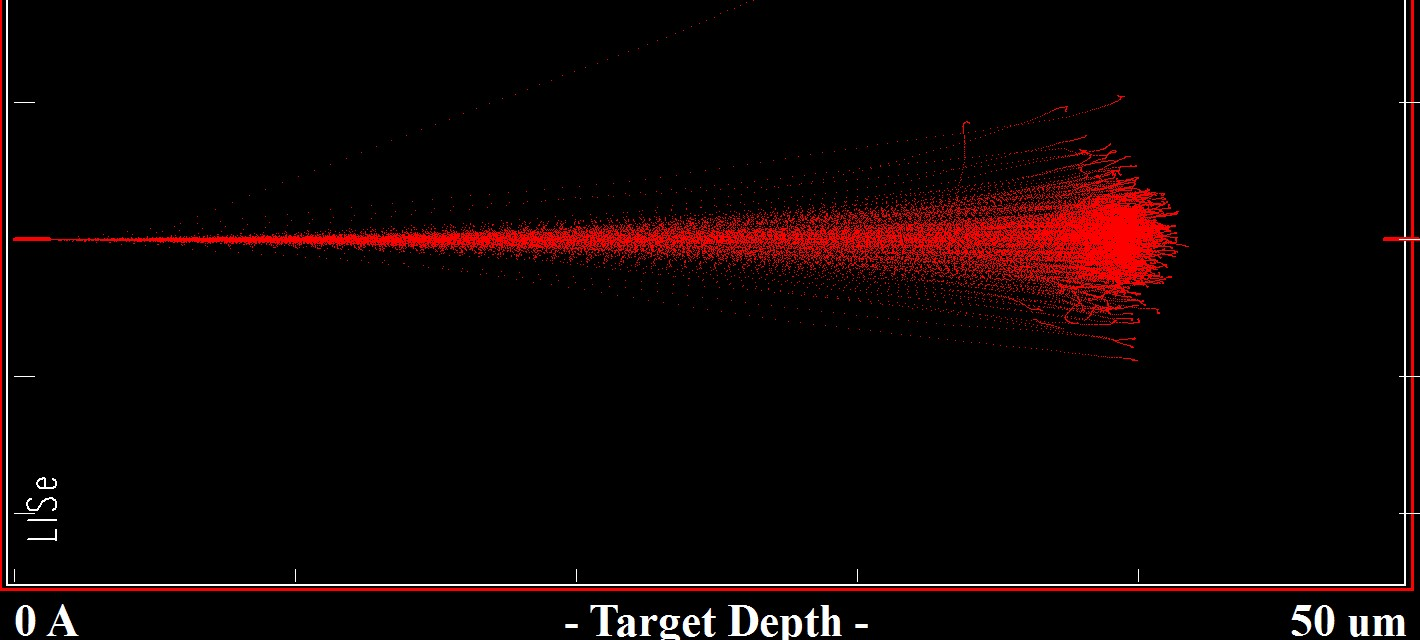 LISe
0 A - Target Depth - 50 um